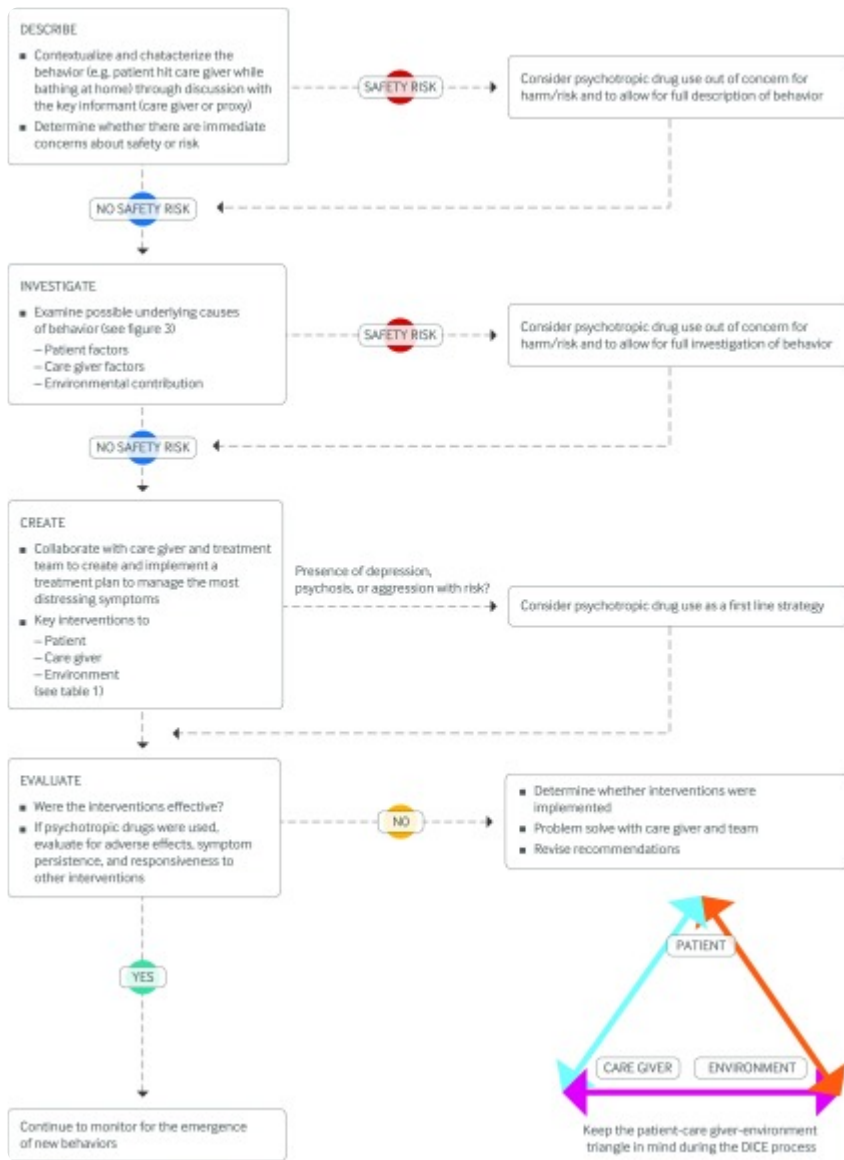 DESCRIBE
▪ Contextualize and chatacterize the
behavior (e.g. patient hit care giver while
bathing at home) through discussion with
the key informant (care giver or proxy)
▪ Determine whether there are immediate
concerns about safety or risk
SAFETY RISK
Consider psychotropic drug use out of concern for
harm/risk and to allow for full description of behavior
NO SAFETY RISK
INVESTIGATE
▪ Examine possible underlying causes
of behavior (see figure 3)
– Patient factors
– Care giver factors
– Environmental contribution
SAFETY RISK
Consider psychotropic drug use out of concern for
harm/risk and to allow for full investigation of behavior
NO SAFETY RISK
CREATE
▪ Collaborate with care giver and treatment
team to create and implement a
treatment plan to manage the most
distressing symptoms
▪ Key interventions to
– Patient
– Care giver
– Environment
(see table 1)
Presence of depression,
psychosis, or aggression with risk?
Consider psychotropic drug use as a first line strategy
EVALUATE
▪ Were the interventions effective?
▪ If psychotropic drugs were used,
evaluate for adverse effects, symptom
persistence, and responsiveness to
other interventions
NO
▪ Determine whether interventions were
implemented
▪ Problem solve with care giver and team
▪ Revise recommendations
YES
Continue to monitor for the emergence
of new behaviors
PATIENT
CARE GIVER
ENVIRONMENT
Keep the patient-care giver-environment
triangle in mind during the DICE process